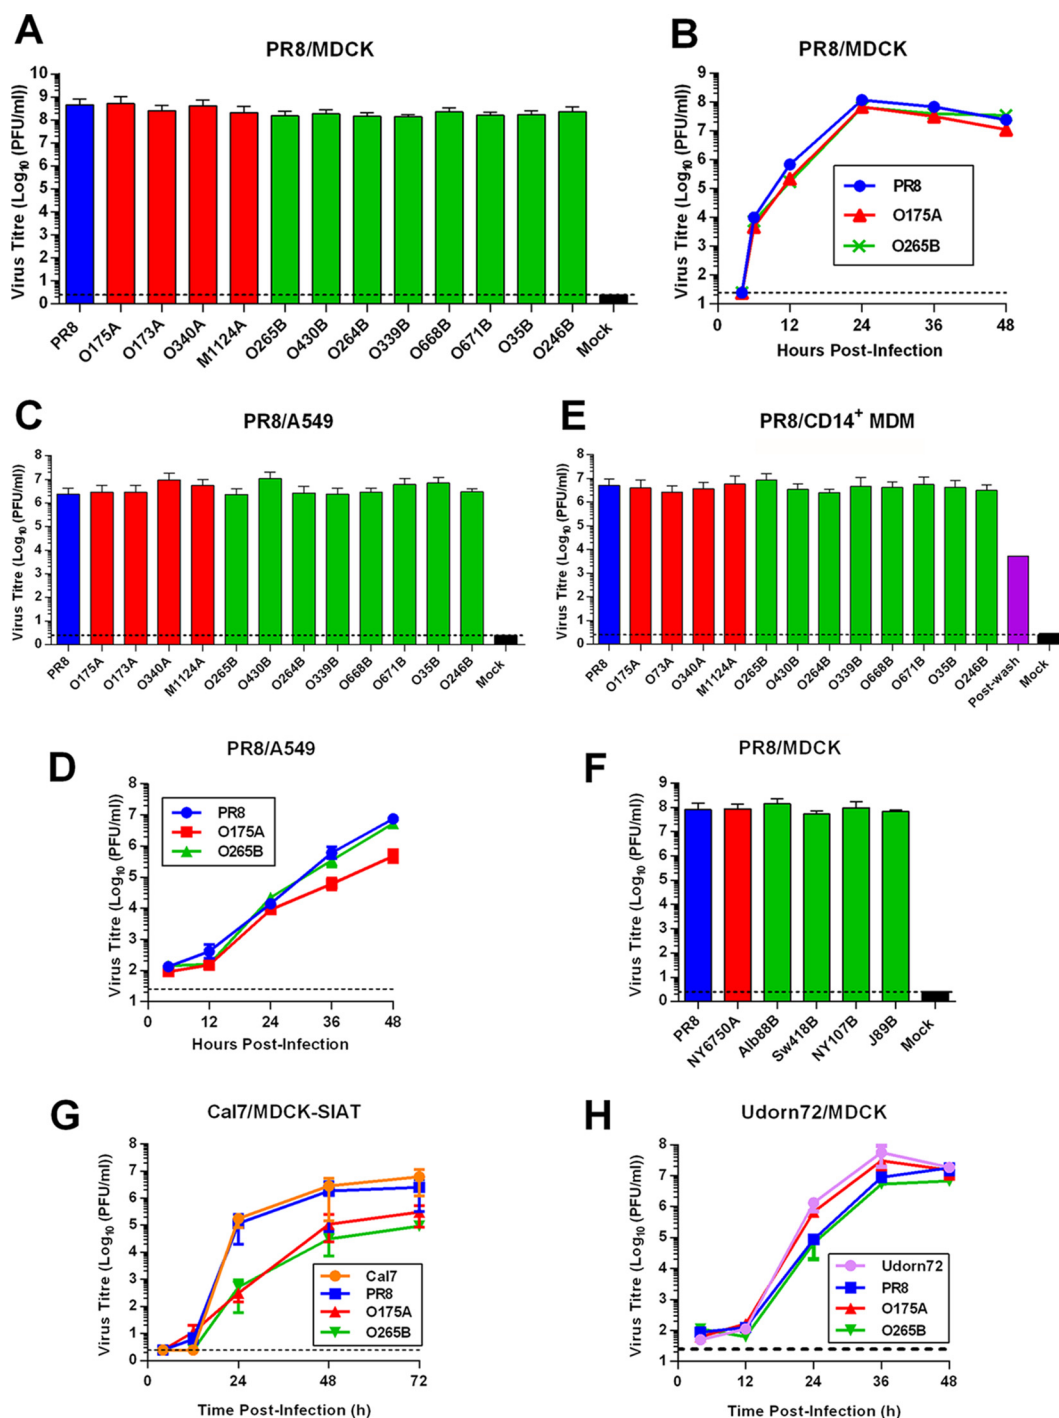 A
PR8/MDCK
Virus Titre (Log10 (PFU/ml))
10
9
8
7
6
5
4
3
2
1
0
PR8
O175A
O173A
O340A
M1124A
O265B
O430B
O264B
O339B
O668B
O671B
O35B
O246B
Mock
B
PR8/MDCK
Virus Titre (Log10 (PFU/ml))
9
8
7
6
5
4
3
2
1
PR8
O175A
O265B
0 12 24 36 48
Hours Post-Infection
C
PR8/A549
Virus Titre (Log10 (PFU/ml))
8
7
6
5
4
3
2
1
0
PR8
O175A
O173A
O340A
M1124A
O265B
O430B
O264B
O339B
O668B
O671B
O35B
O246B
Mock
E
PR8/CD14+ MDM
Virus Titre (Log10 (PFU/ml))
8
7
6
5
4
3
2
1
0
PR8
O175A
O73A
O340A
M1124A
O265B
O430B
O264B
O339B
O668B
O671B
O35B
O246B
Post-wash
Mock
D
PR8/A549
Virus Titre (Log10 (PFU/ml))
8
7
6
5
4
3
2
1
PR8
O175A
O265B
0 12 24 36 48
Hours Post-Infection
F
PR8/MDCK
Virus Titre (Log10 (PFU/ml))
9
8
7
6
5
4
3
2
1
0
PR8
NY6750A
Alb88B
Sw418B
NY107B
J89B
Mock
G
Cal7/MDCK-SIAT
Virus Titre (Log10 (PFU/ml))
8
7
6
5
4
3
2
1
0
Cal7
PR8
O175A
O265B
0 24 48 72
Time Post-Infection (h)
H
Udorn72/MDCK
Virus Titre (Log10 (PFU/ml))
8
7
6
5
4
3
2
1
Udorn72
PR8
O175A
O265B
0 12 24 36 48
Time Post-Infection (h)